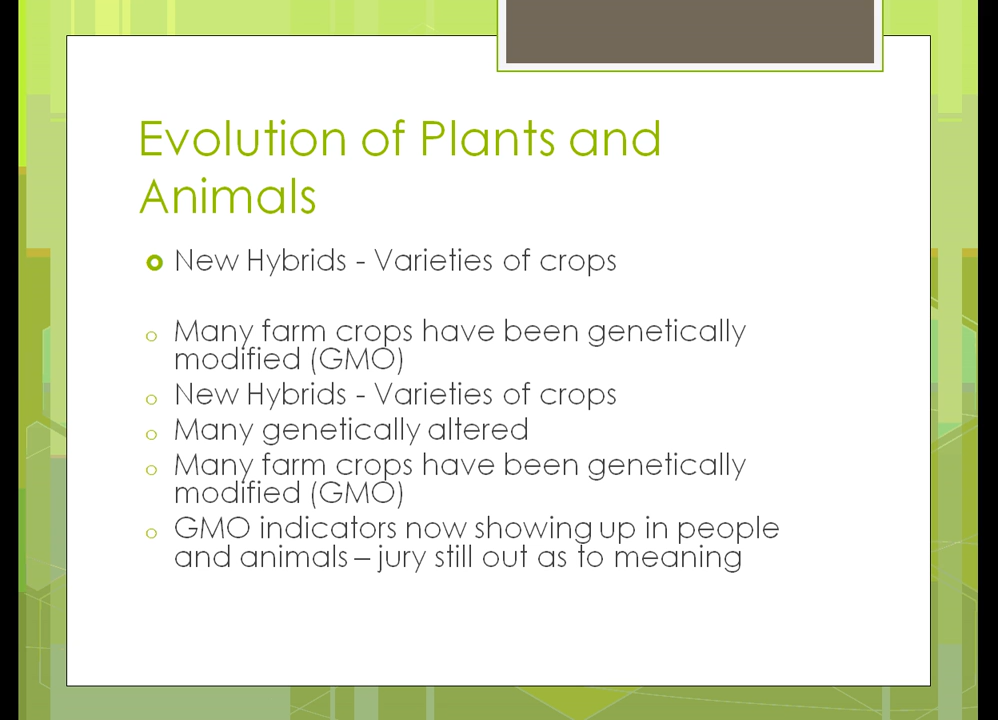 Evolution of Plants and
Animals
New Hybrids - Varieties of crops
Many farm crops have been genetically
modified (GMO)
New Hybrids - Varieties of crops
Many genetically altered
Many farm crops have been genetically
modified (GMO)
GMO indicators now showing up in people
and animals – jury still out as to meaning